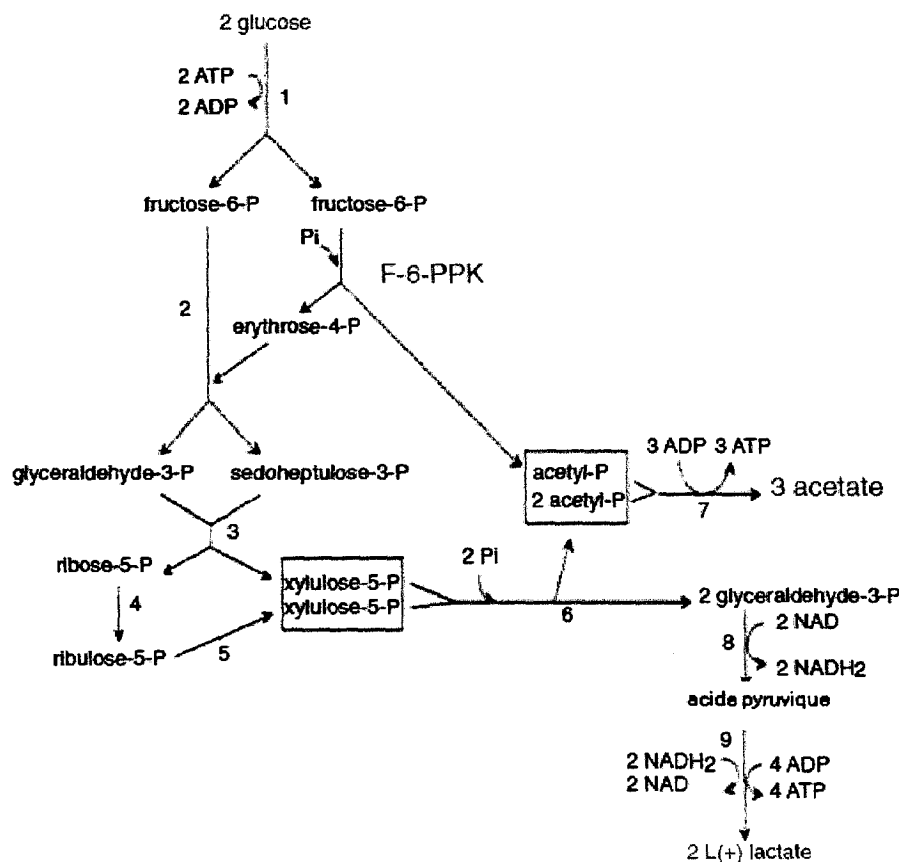 2 glucose
2 ATP
2 ADP
1
fructose-6-P
fructose-6-P
Pi
F-6-PPK
2
erythrose-4-P
glyceraldehyde-3-P
sedoheptulose-3-P
acetyl-P
2 acetyl-P
3 ADP
3 ATP
7
3 acetate
3
ribose-5-P
4
ribulose-5-P
5
xylulose-5-P
xylulose-5-P
2 Pi
6
2 glyceraldehyde-3-P
8
2 NAD
2 NADH2
acide pyruvique
9
2 NADH2
2 NAD
4 ADP
4 ATP
2 L(+) lactate